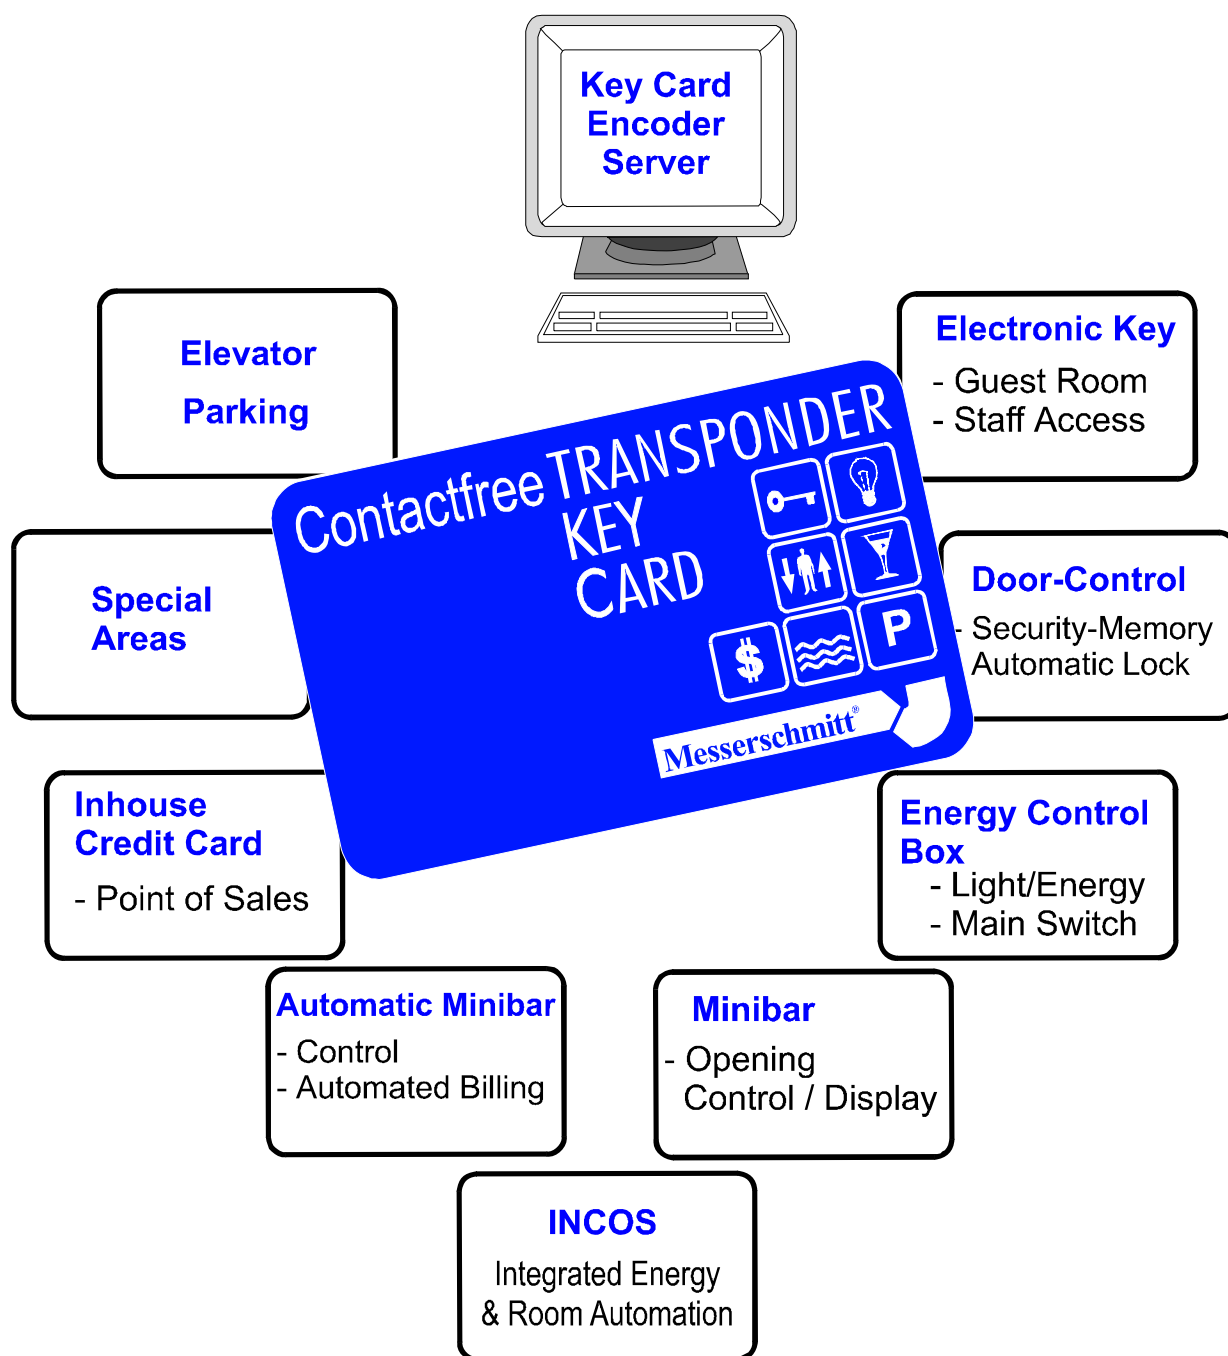 Key Card
Encoder
Server
Elevator
Parking
Electronic Key
- Guest Room
- Staff Access
Contactfree TRANSPONDER
KEY
CARD
P
$
Messerschmitt®
Special
Areas
Door-Control
- Security-Memory
Automatic Lock
Inhouse
Credit Card
- Point of Sales
Energy Control
Box
- Light/Energy
- Main Switch
Automatic Minibar
- Control
- Automated Billing
Minibar
- Opening
Control / Display
INCOS
Integrated Energy
& Room Automation